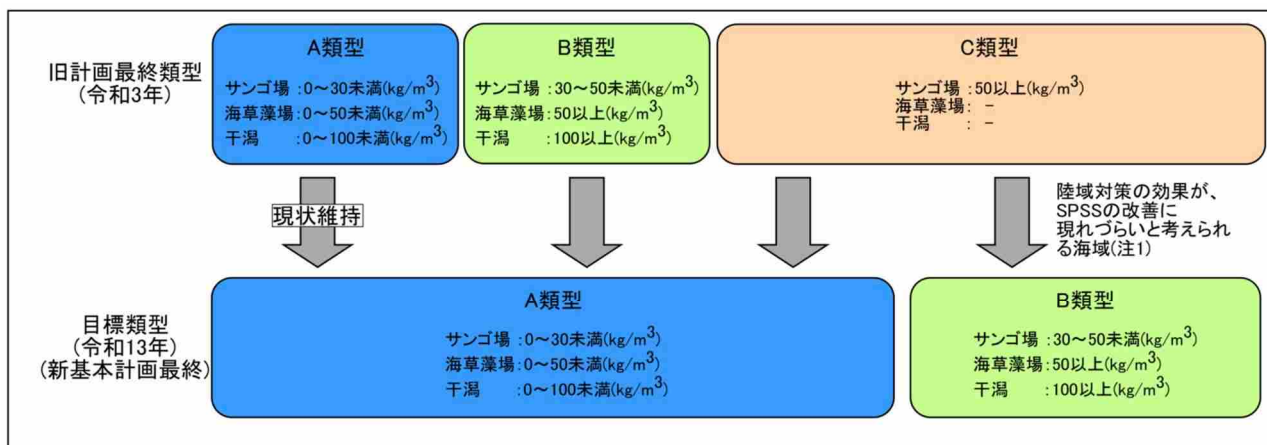 旧計画最終類型
(令和3年)
A類型
サンゴ場 :0～30未満(kg/m³)
海草藻場:0～50未満(kg/m³)
干潟 :0～100未満(kg/m³)
B類型
サンゴ場 :30～50未満(kg/m³)
海草藻場:50以上(kg/m³)
干潟 :100以上(kg/m³)
C類型
サンゴ場 :50以上(kg/m³)
海草藻場: －
干潟 : －
現状維持
陸域対策の効果が、
SPSSの改善に
現れづらいと考えられ
る海域(注1)
目標類型
(令和13年)
(新基本計画最終)
A類型
サンゴ場 :0～30未満(kg/m³)
海草藻場:0～50未満(kg/m³)
干潟 :0～100未満(kg/m³)
B類型
サンゴ場 :30～50未満(kg/m³)
海草藻場:50以上(kg/m³)
干潟 :100以上(kg/m³)